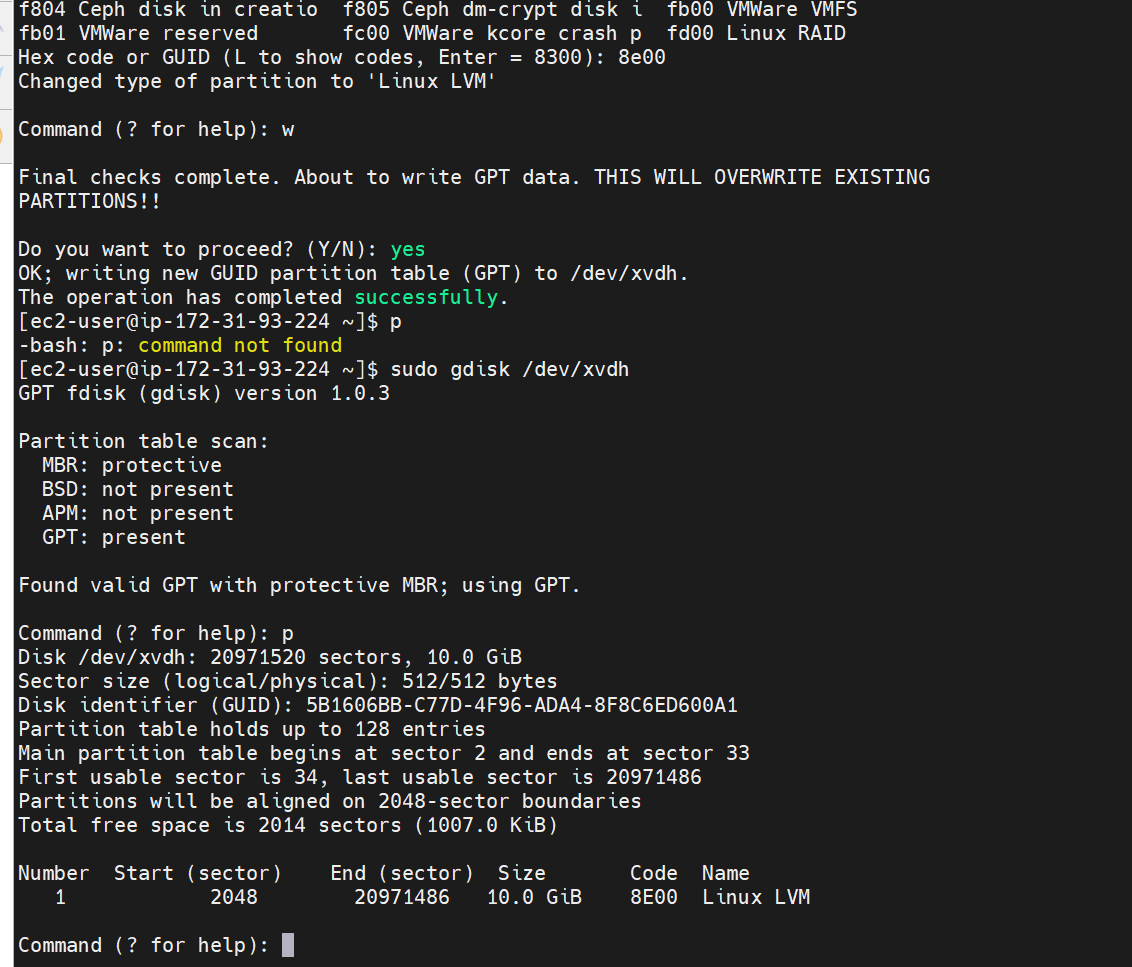 f804 Ceph disk in creatio  f805 Ceph dm-crypt disk i  fb00 VMWare VMFS
fb01 VMWare reserved       fc00 VMWare kcore crash p  fd00 Linux RAID
Hex code or GUID (L to show codes, Enter = 8300): 8e00
Changed type of partition to 'Linux LVM'
Command (? for help): w
Final checks complete. About to write GPT data. THIS WILL OVERWRITE EXISTING
PARTITIONS!!
Do you want to proceed? (Y/N): yes
OK; writing new GUID partition table (GPT) to /dev/xvdh.
The operation has completed successfully.
[ec2-user@ip-172-31-93-224 ~]$ p
-bash: p: command not found
[ec2-user@ip-172-31-93-224 ~]$ sudo gdisk /dev/xvdh
GPT fdisk (gdisk) version 1.0.3
Partition table scan:
  MBR: protective
  BSD: not present
  APM: not present
  GPT: present
Found valid GPT with protective MBR; using GPT.
Command (? for help): p
Disk /dev/xvdh: 20971520 sectors, 10.0 GiB
Sector size (logical/physical): 512/512 bytes
Disk identifier (GUID): 5B1606BB-C77D-4F96-ADA4-8F8C6ED600A1
Partition table holds up to 128 entries
Main partition table begins at sector 2 and ends at sector 33
First usable sector is 34, last usable sector is 20971486
Partitions will be aligned on 2048-sector boundaries
Total free space is 2014 sectors (1007.0 KiB)
Number  Start (sector)    End (sector)  Size       Code  Name
   1            2048        20971486   10.0 GiB    8E00  Linux LVM
Command (? for help):